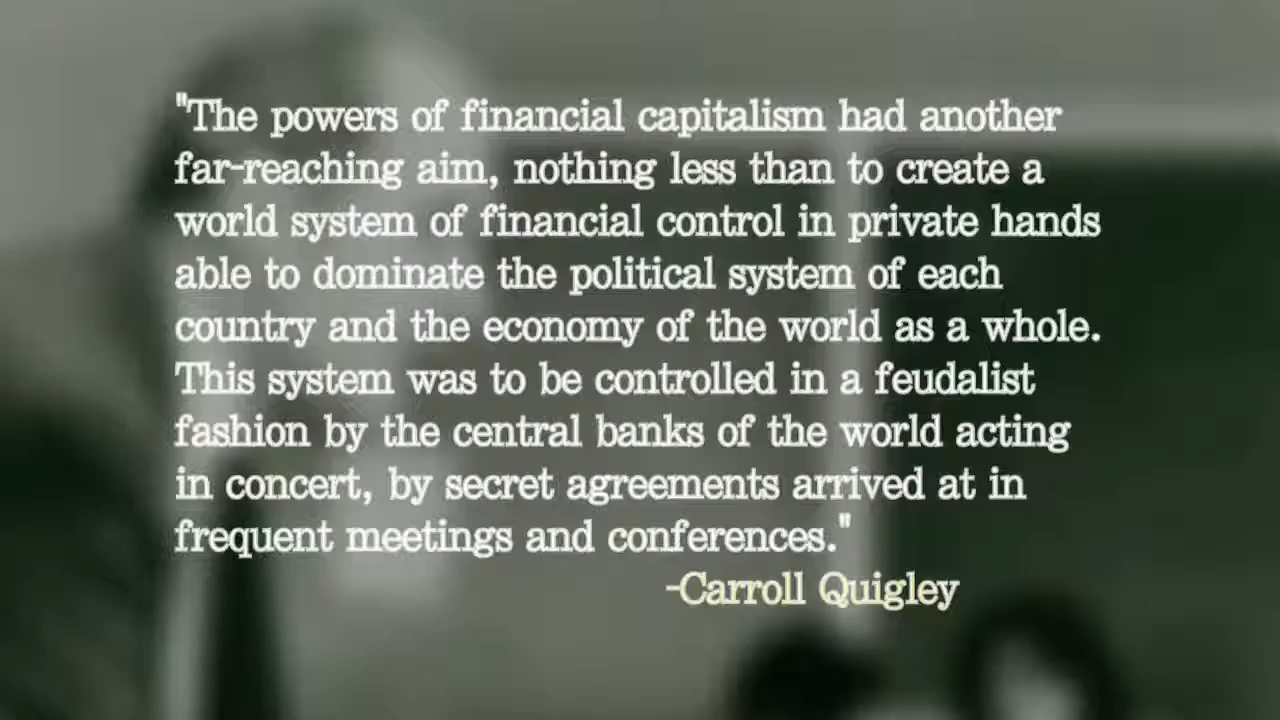 "The powers of financial capitalism had another
far-reaching aim, nothing less than to create a
world system of financial control in private hands
able to dominate the political system of each
country and the economy of the world as a whole.
This system was to be controlled in a feudalist
fashion by the central banks of the world acting
in concert, by secret agreements arrived at in
frequent meetings and conferences."
-Carroll Quigley